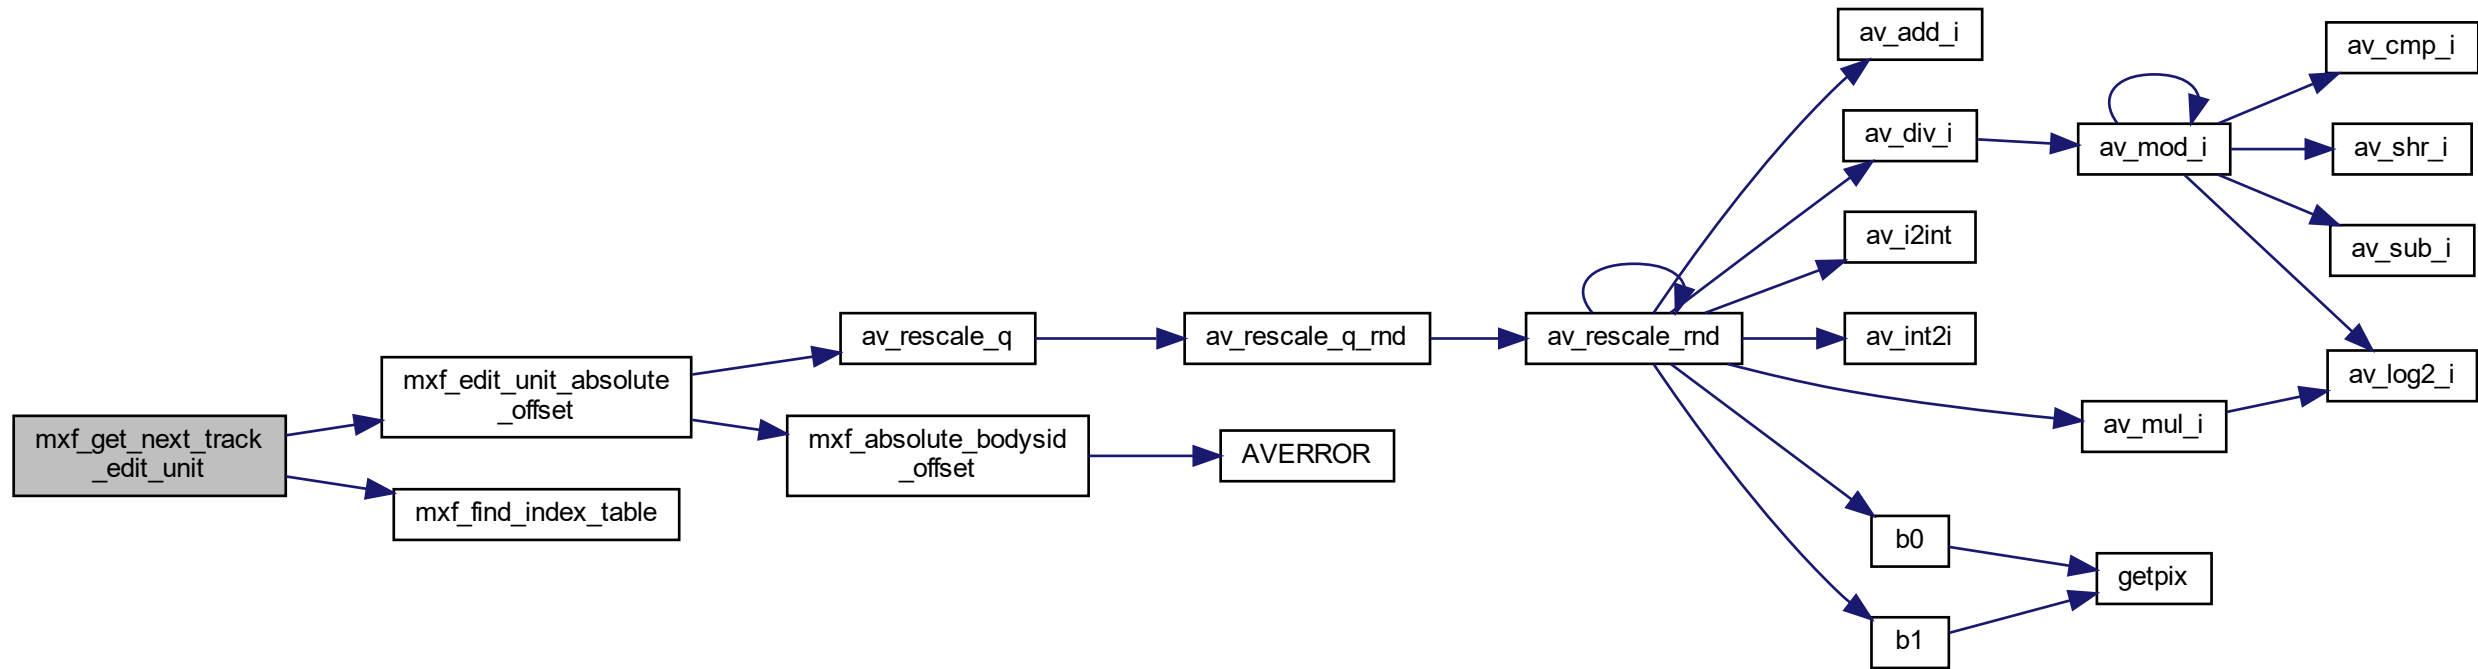 mxf_get_next_track
_edit_unit
mxf_edit_unit_absolute
_offset
mxf_find_index_table
av_rescale_q
mxf_absolute_bodysid
_offset
av_rescale_q_rnd
AVERROR
av_rescale_rnd
av_add_i
av_div_i
av_i2int
av_int2i
av_mul_i
b0
b1
av_mod_i
getpix
av_cmp_i
av_shr_i
av_sub_i
av_log2_i